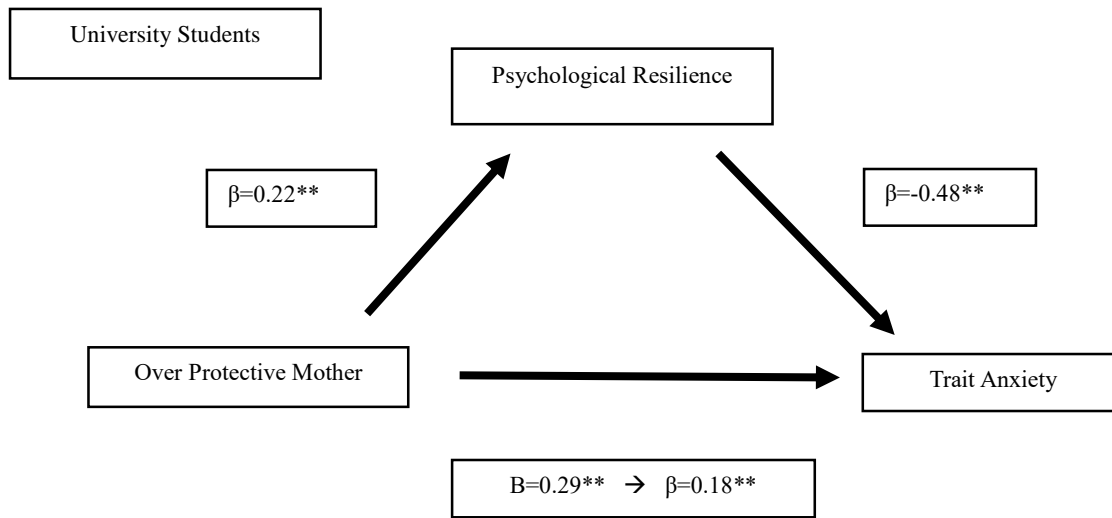 University Students
Psychological Resilience
β=0.22**
β=-0.48**
Over Protective Mother
Trait Anxiety
B=0.29** → β=0.18**